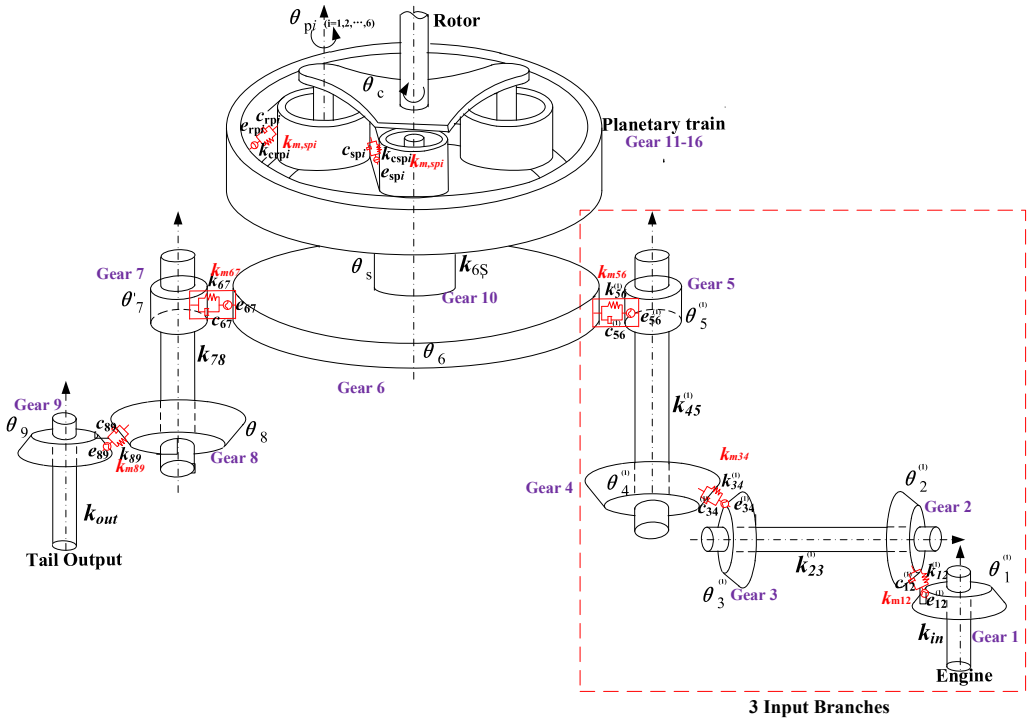 θpi (i=1,2,···,6)
Rotor
θc
crpi
erpi
km,spi
kcrpi
cspi
kcspi
km,spi
espi
Planetary train
Gear 11-16
Gear 7
km67
k67
θ'7
e67
c67
θs
k6S
Gear 10
km56
k56(1)
Gear 5
e56(1)
θ5(1)
c56(1)
k78
θ6
Gear 6
k45(1)
Gear 9
θ9
c89
e89
k89
km89
θ8
Gear 8
Gear 4
θ4(1)
km34
k34(1)
c34(1)
e34(1)
θ2(1)
Gear 2
kout
Tail Output
k23(1)
θ3(1)
Gear 3
c12(1)
k12(1)
θ1(1)
km12
e12(1)
kin
Gear 1
Engine
3 Input Branches